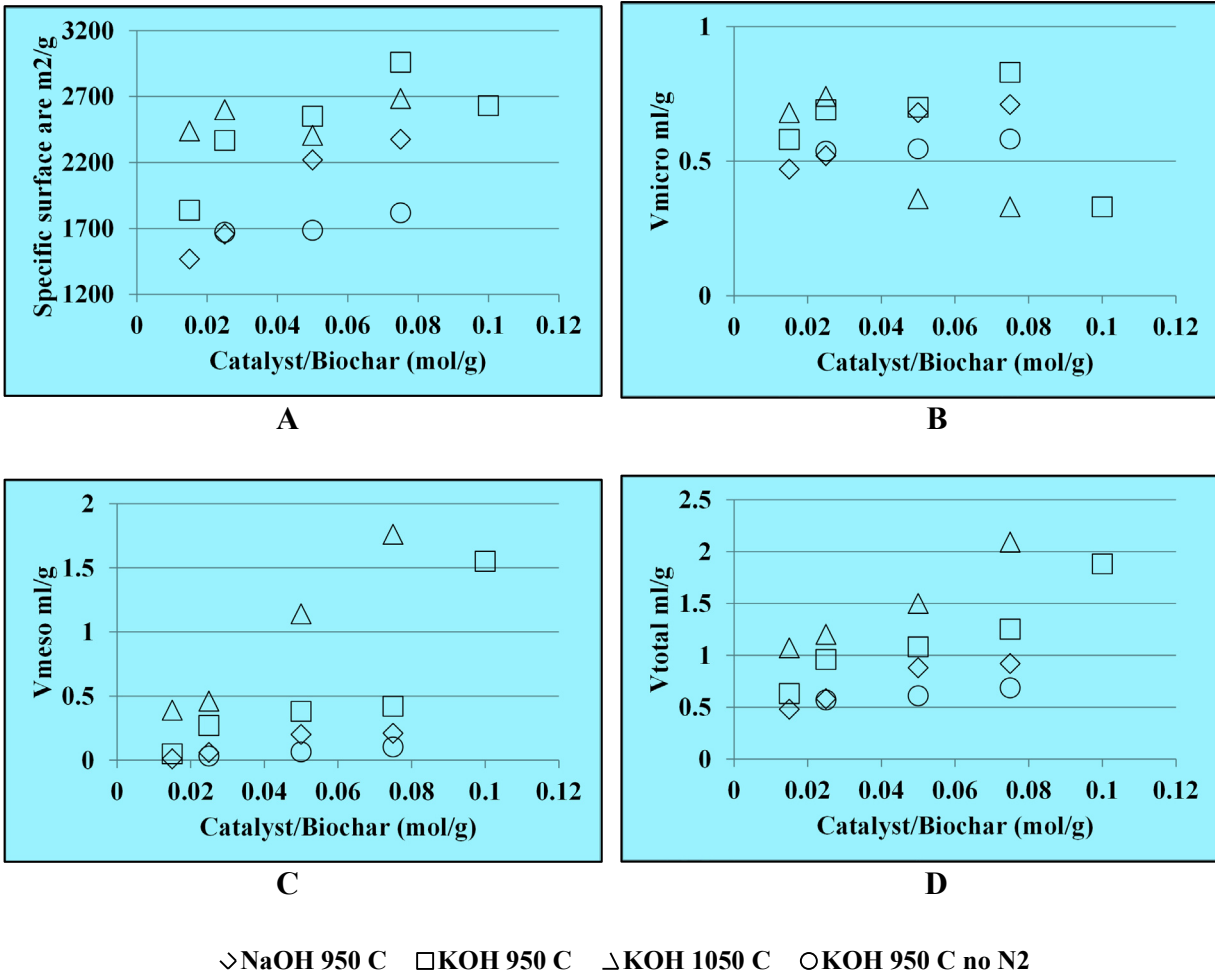 3200
2700
2200
1700
1200
0 0.02 0.04 0.06 0.08 0.1 0.12
Specific surface are m2/g
Catalyst/Biochar (mol/g)
A
1
0.5
0
0 0.02 0.04 0.06 0.08 0.1 0.12
Vmicro ml/g
Catalyst/Biochar (mol/g)
B
2
1.5
1
0.5
0
0 0.02 0.04 0.06 0.08 0.1 0.12
Vmeso ml/g
Catalyst/Biochar (mol/g)
C
2.5
2
1.5
1
0.5
0
0 0.02 0.04 0.06 0.08 0.1 0.12
Vtotal ml/g
Catalyst/Biochar (mol/g)
D
NaOH 950 C KOH 950 C KOH 1050 C KOH 950 C no N2